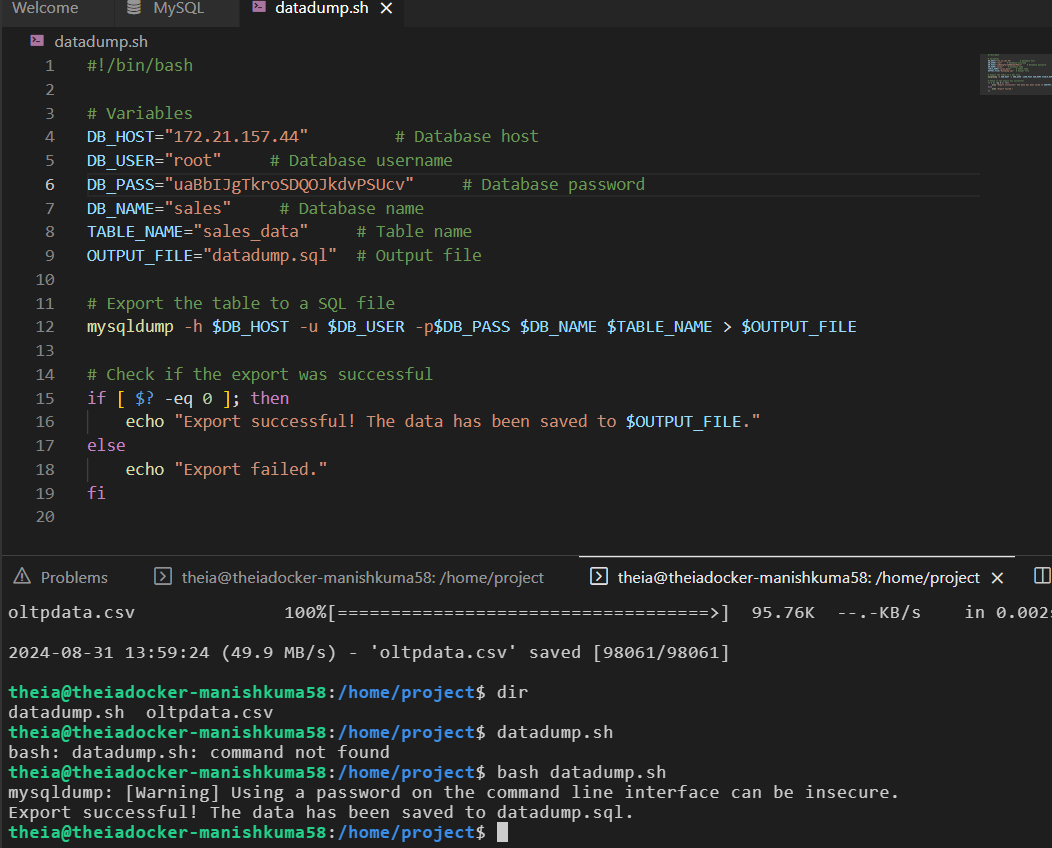 Welcome
MySQL
datadump.sh
datadump.sh
1 #!/bin/bash
2
3 # Variables
4 DB_HOST="172.21.157.44" # Database host
5 DB_USER="root" # Database username
6 DB_PASS="uaBbIJgTkroSDQOJkdvPSUcv" # Database password
7 DB_NAME="sales" # Database name
8 TABLE_NAME="sales_data" # Table name
9 OUTPUT_FILE="datadump.sql" # Output file
10
11 # Export the table to a SQL file
12 mysqldump -h $DB_HOST -u $DB_USER -p$DB_PASS $DB_NAME $TABLE_NAME > $OUTPUT_FILE
13
14 # Check if the export was successful
15 if [ $? -eq 0 ]; then
16 echo "Export successful! The data has been saved to $OUTPUT_FILE."
17 else
18 echo "Export failed."
19 fi
20
Problems
theia@theiadocker-manishkuma58: /home/project
theia@theiadocker-manishkuma58: /home/project
oltpdata.csv 100%[===================================>] 95.76K --.-KB/s in 0.002s
2024-08-31 13:59:24 (49.9 MB/s) - 'oltpdata.csv' saved [98061/98061]
theia@theiadocker-manishkuma58:/home/project$ dir
datadump.sh oltpdata.csv
theia@theiadocker-manishkuma58:/home/project$ datadump.sh
bash: datadump.sh: command not found
theia@theiadocker-manishkuma58:/home/project$ bash datadump.sh
mysqldump: [Warning] Using a password on the command line interface can be insecure.
Export successful! The data has been saved to datadump.sql.
theia@theiadocker-manishkuma58:/home/project$